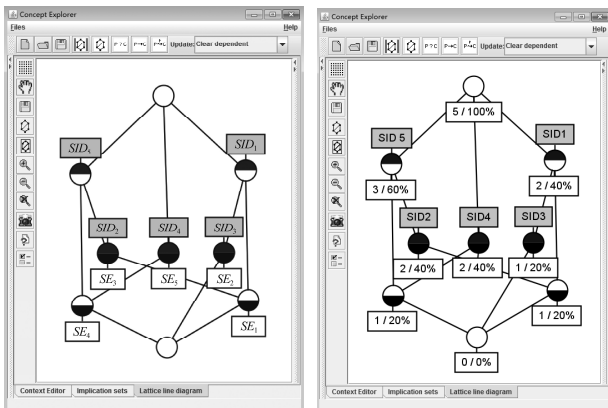 Concept Explorer
Files Help
P ? C P→C P→C Update: Clear dependent
SID₅ SID₁
SID₂ SID₄ SID₃
SE₃ SE₅ SE₂
SE₄ SE₁
Context Editor Implication sets Lattice line diagram
Concept Explorer
Files Help
P ? C P→C P→C Update: Clear dependent
5 / 100%
SID 5 SID1
3 / 60% 2 / 40%
SID2 SID4 SID3
2 / 40% 2 / 40% 1 / 20%
1 / 20% 1 / 20%
0 / 0%
Context Editor Implication sets Lattice line diagram